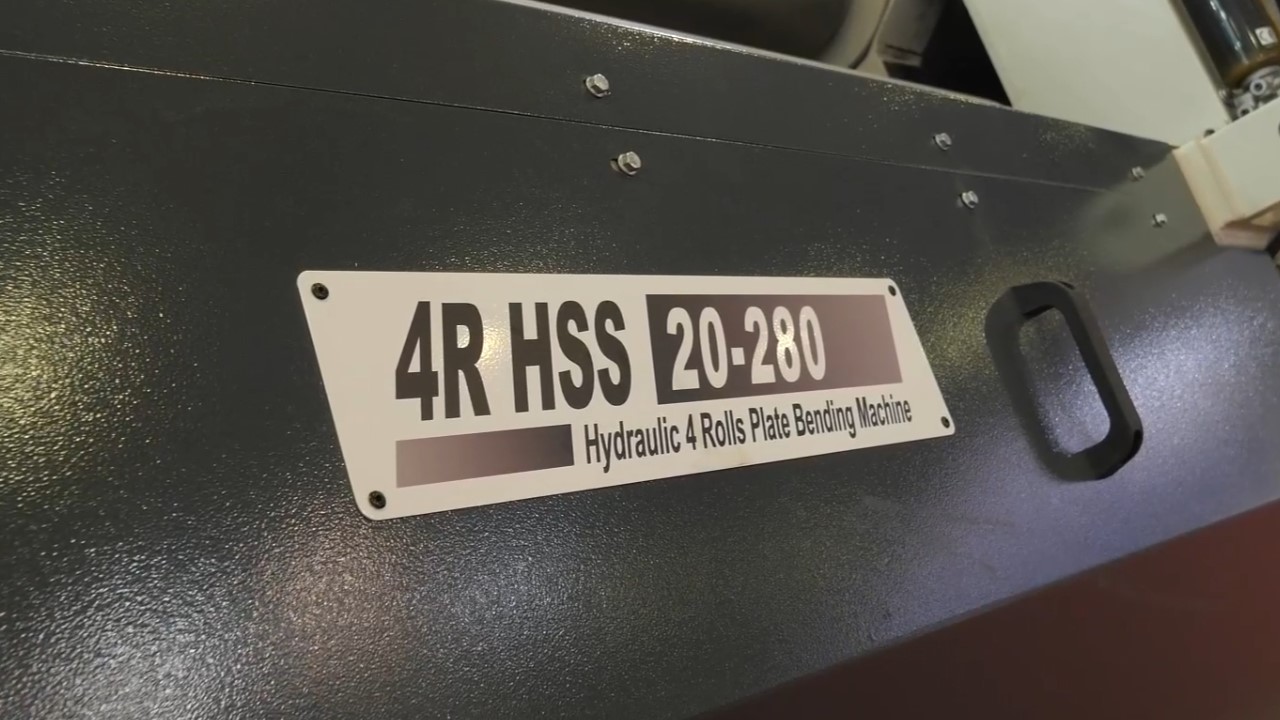 4R HSS 20-280
Hydraulic 4 Rolls Plate Bending Machine